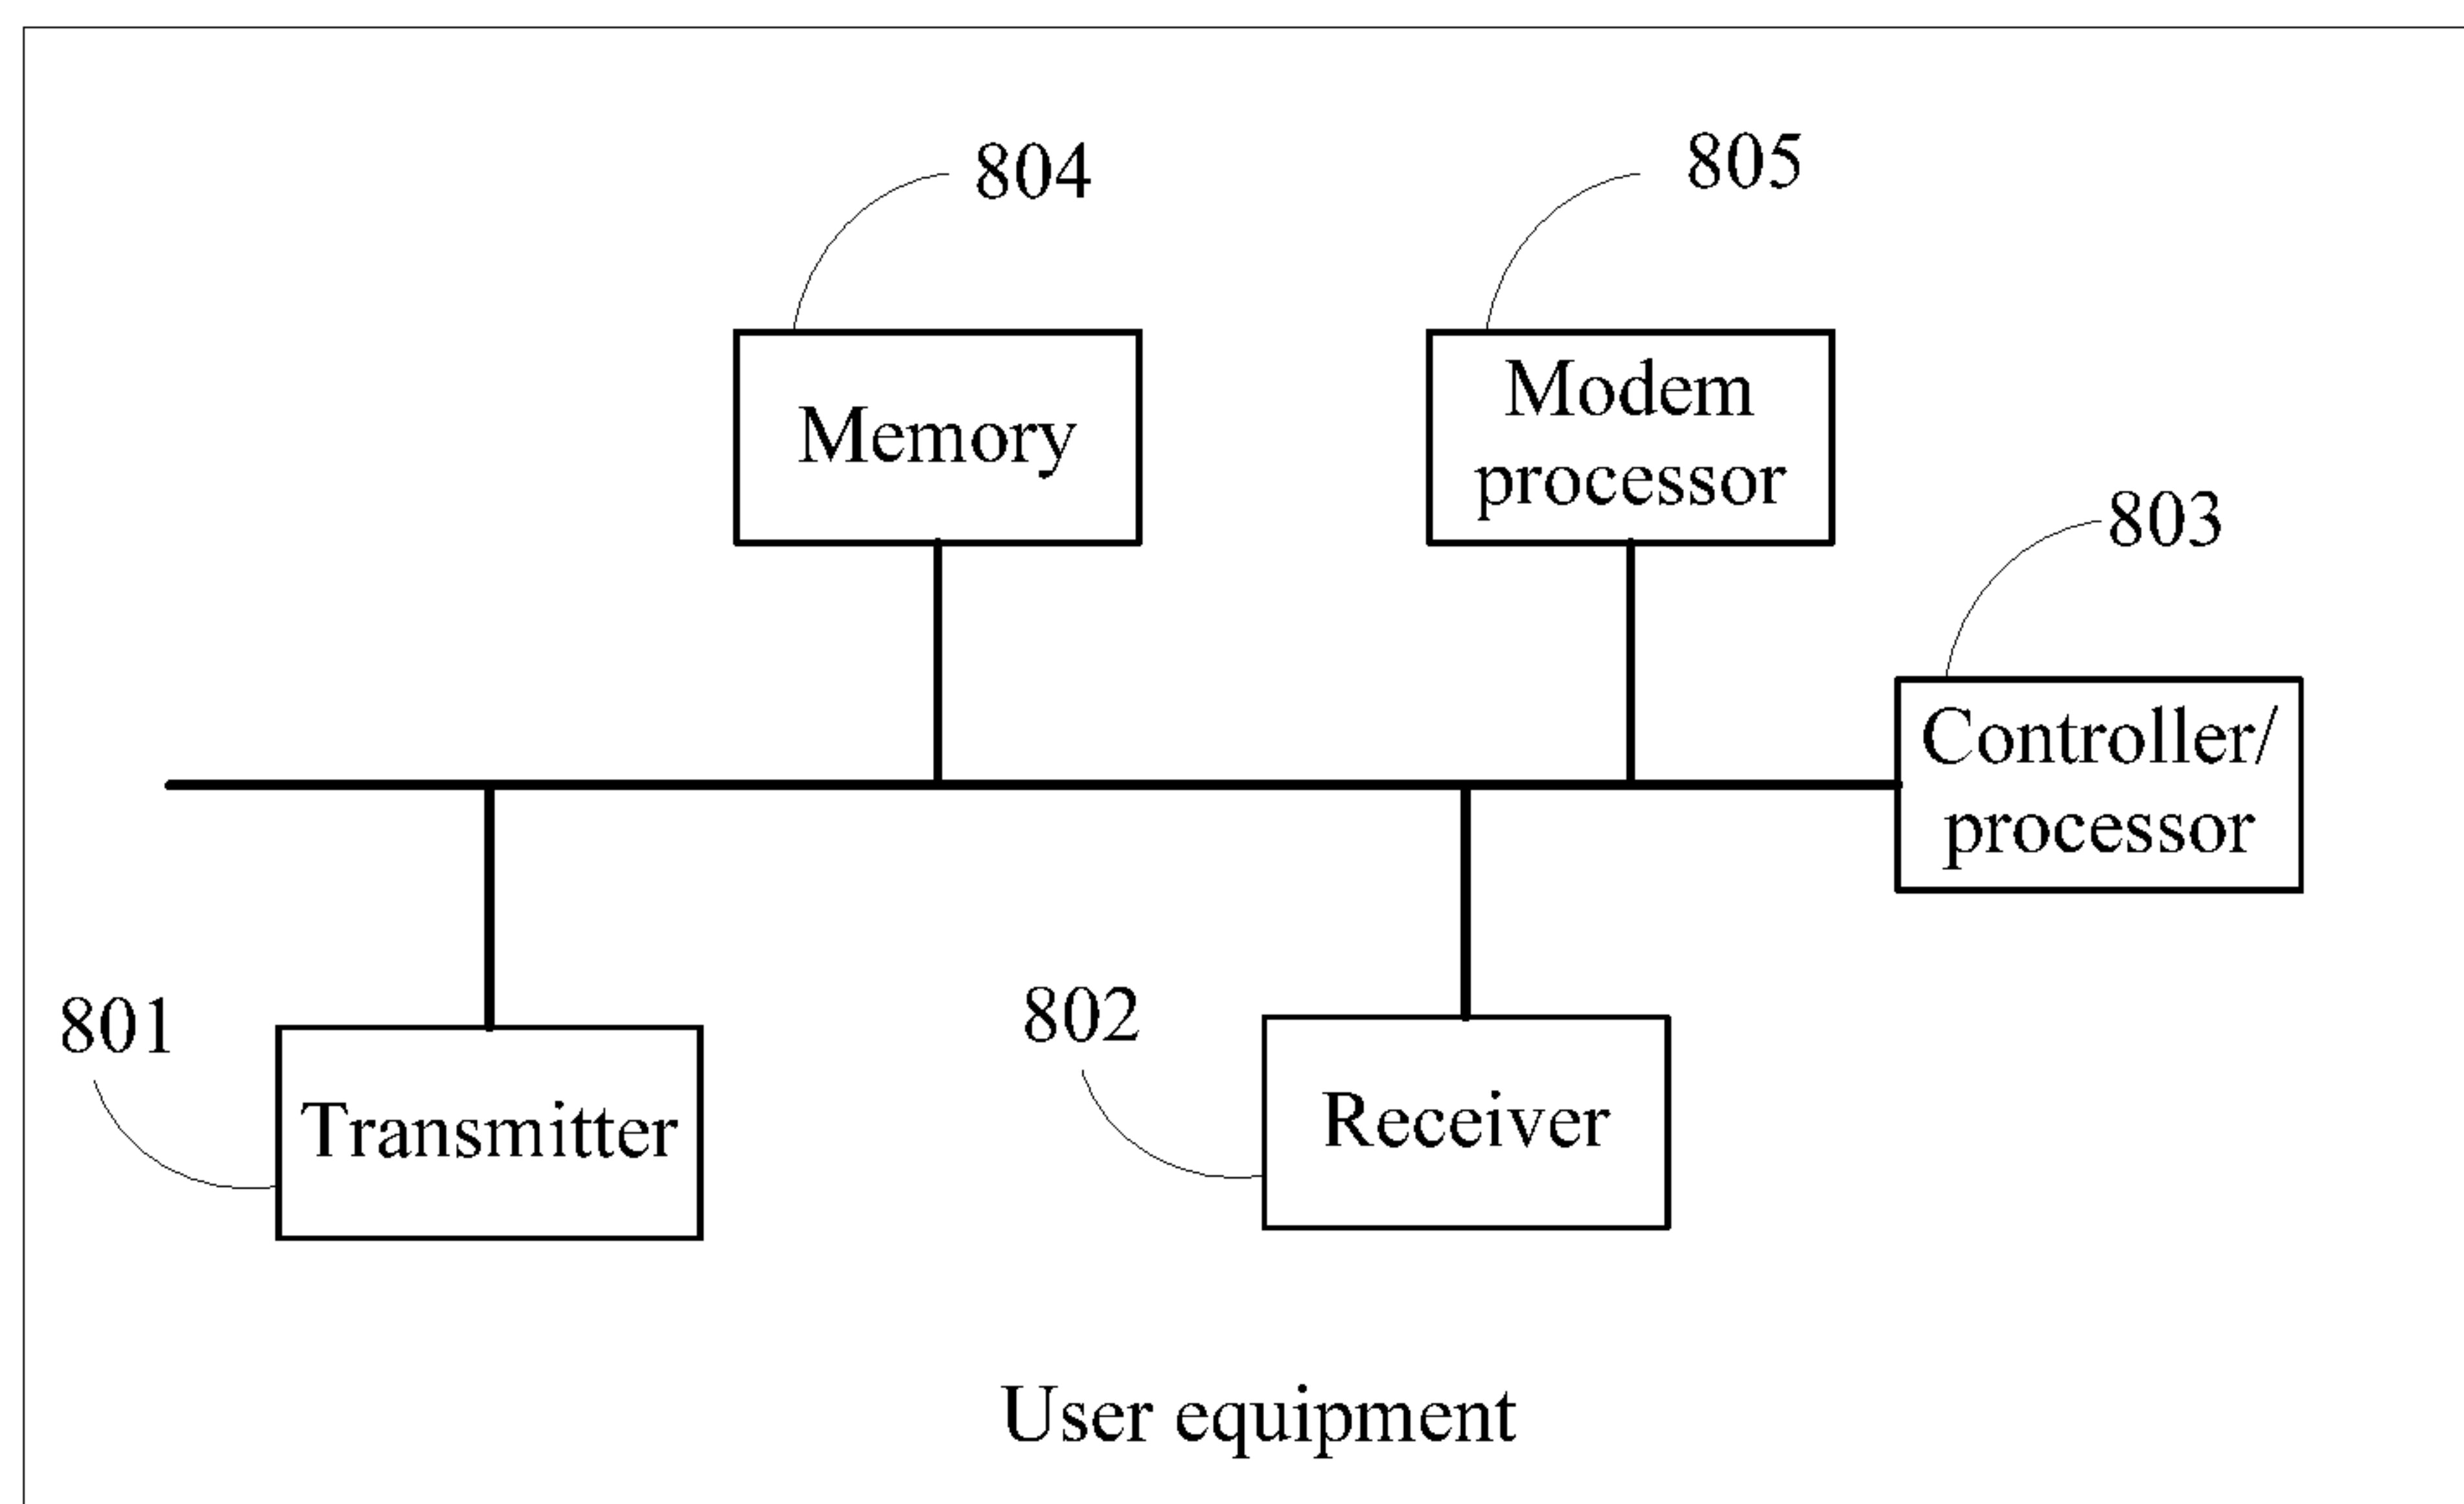 804
805
Memory
Modem
processor
803
Controller/
processor
801
802
Transmitter
Receiver
User equipment